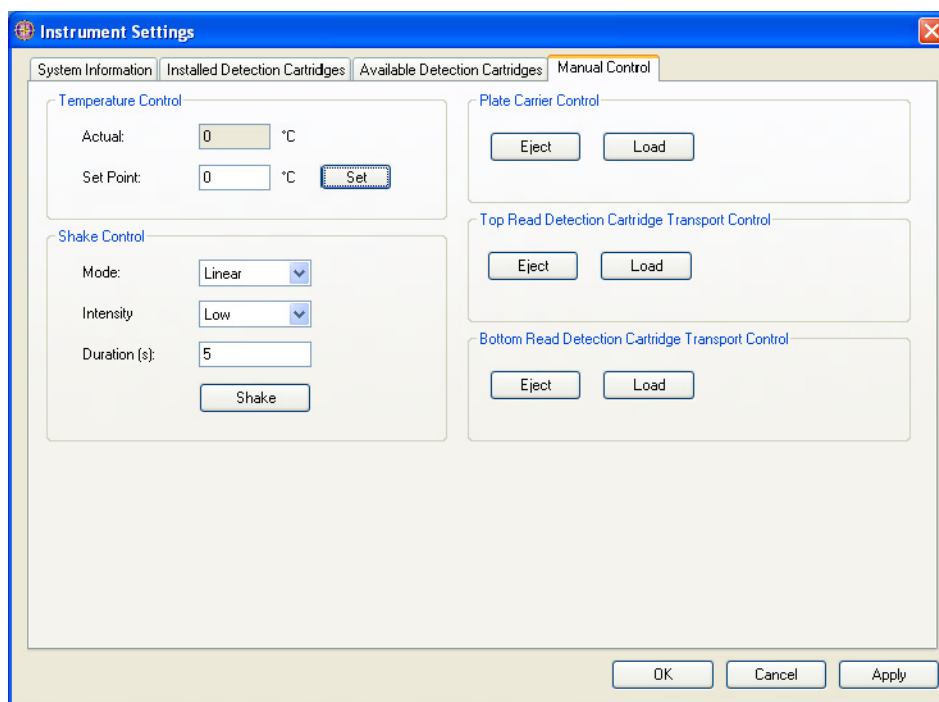 Instrument Settings
System Information Installed Detection Cartridges Available Detection Cartridges Manual Control
Temperature Control
Actual: 0 °C
Set Point: 0 °C Set
Shake Control
Mode: Linear
Intensity Low
Duration (s): 5
Shake
Plate Carrier Control
Eject Load
Top Read Detection Cartridge Transport Control
Eject Load
Bottom Read Detection Cartridge Transport Control
Eject Load
OK Cancel Apply